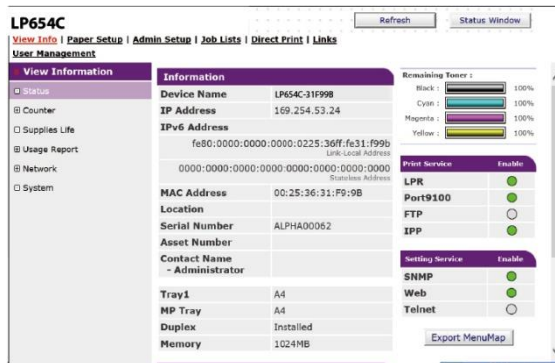 LP654C
Refresh
Status Window
View Info | Paper Setup | Admin Setup | Job Lists | Direct Print | Links
User Management
View Information
Status
Counter
Supplies Life
Usage Report
Network
System
Information
Device Name LP654C-31F99B
IP Address 169.254.53.24
IPv6 Address
fe80:0000:0000:0000:0225:36ff:fe31:f99b
Link-Local Address
0000:0000:0000:0000:0000:0000:0000:0000
Stateless Address
MAC Address 00:25:36:31:F9:9B
Location
Serial Number ALPHA00062
Asset Number
Contact Name
- Administrator
Tray1 A4
MP Tray A4
Duplex Installed
Memory 1024MB
Remaining Toner :
Black : 100%
Cyan : 100%
Magenta : 100%
Yellow : 100%
Print Service Enable
LPR
Port9100
FTP
IPP
Setting Service Enable
SNMP
Web
Telnet
Export MenuMap